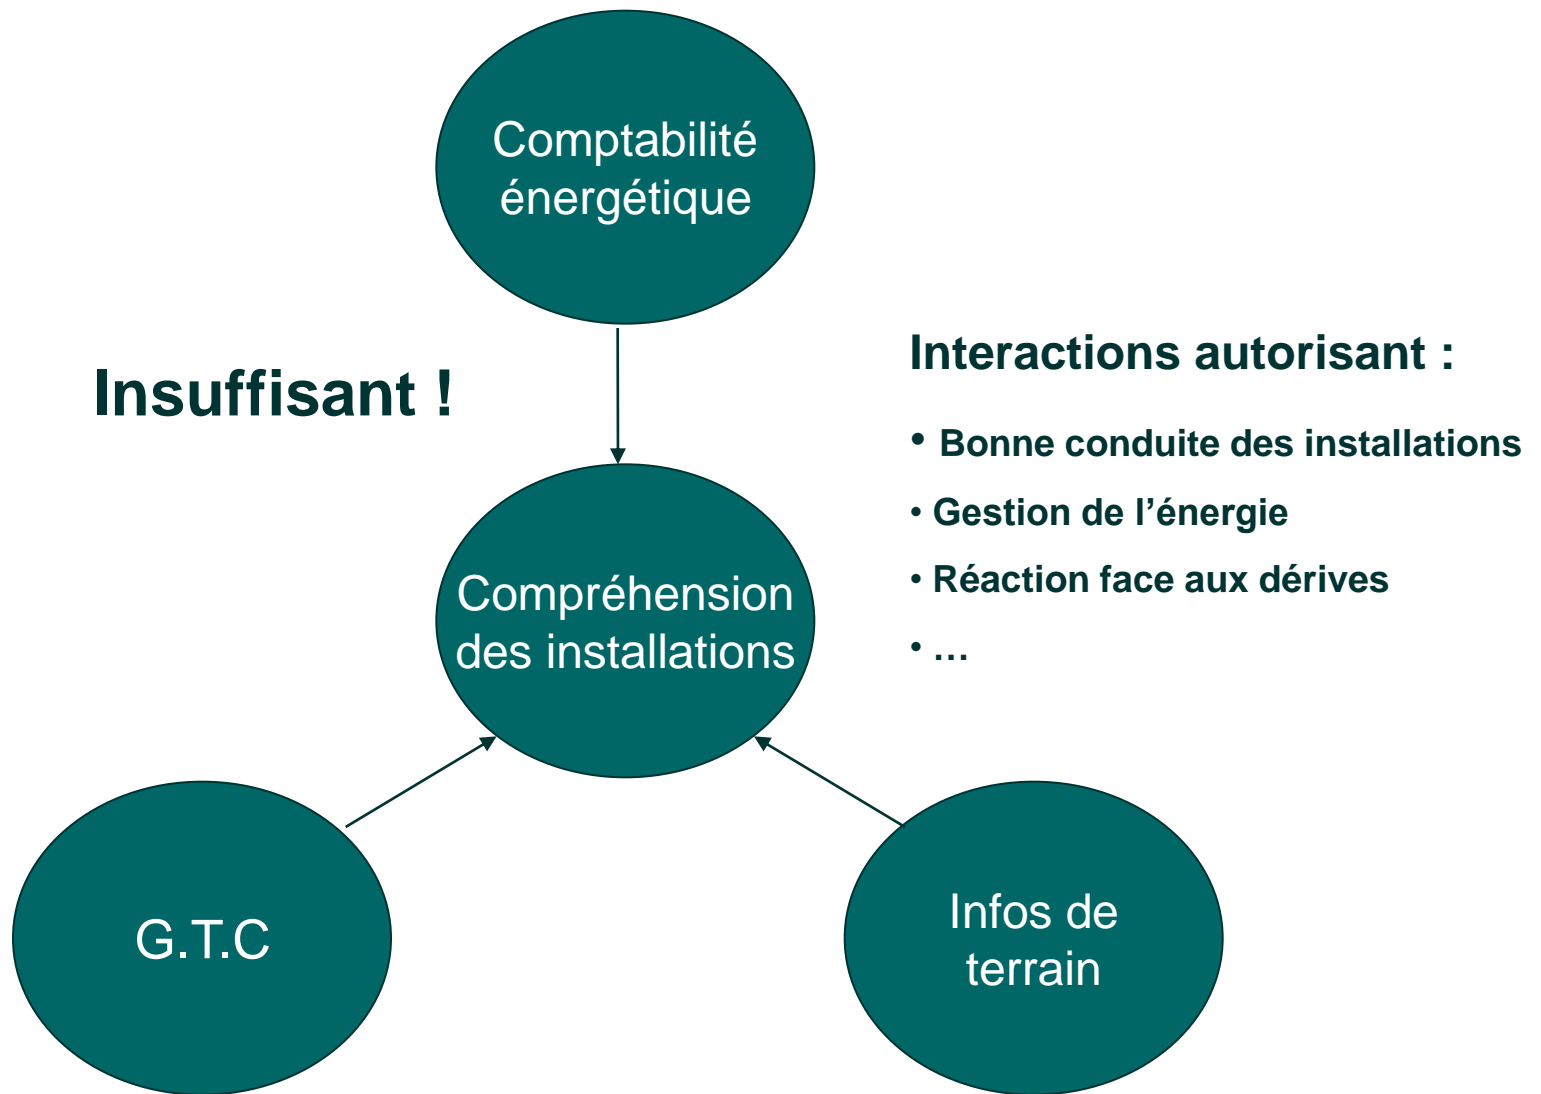 Comptabilité
énergétique
Insuffisant !
Interactions autorisant :
• Bonne conduite des installations
• Gestion de l’énergie
• Réaction face aux dérives
• …
Compréhension
des installations
G.T.C
Infos de
terrain